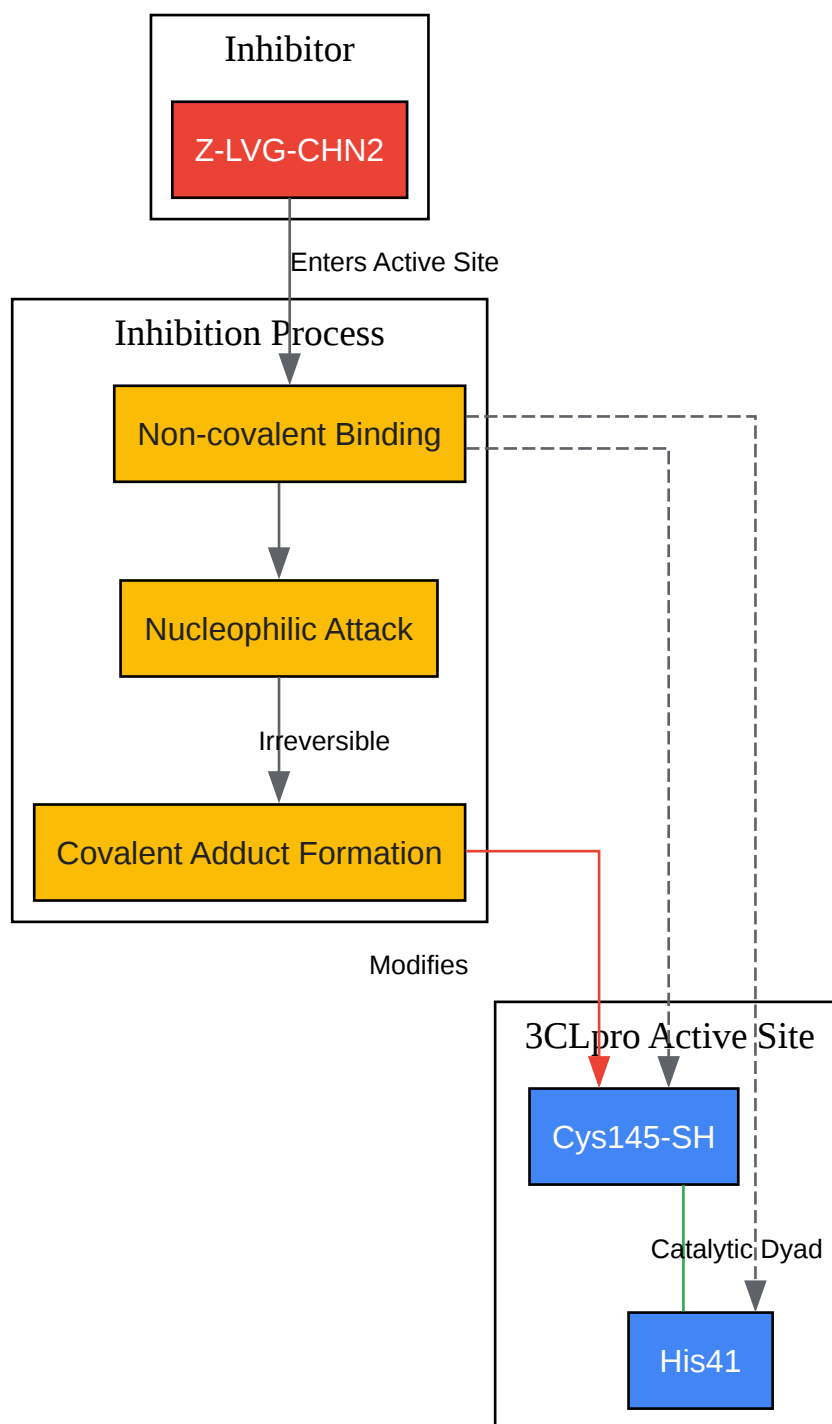 Inhibitor
Z-LVG-CHN2
Enters Active Site
Inhibition Process
Non-covalent Binding
Nucleophilic Attack
Irreversible
Covalent Adduct Formation
Modifies
3CLpro Active Site
Cys145-SH
Catalytic Dyad
His41